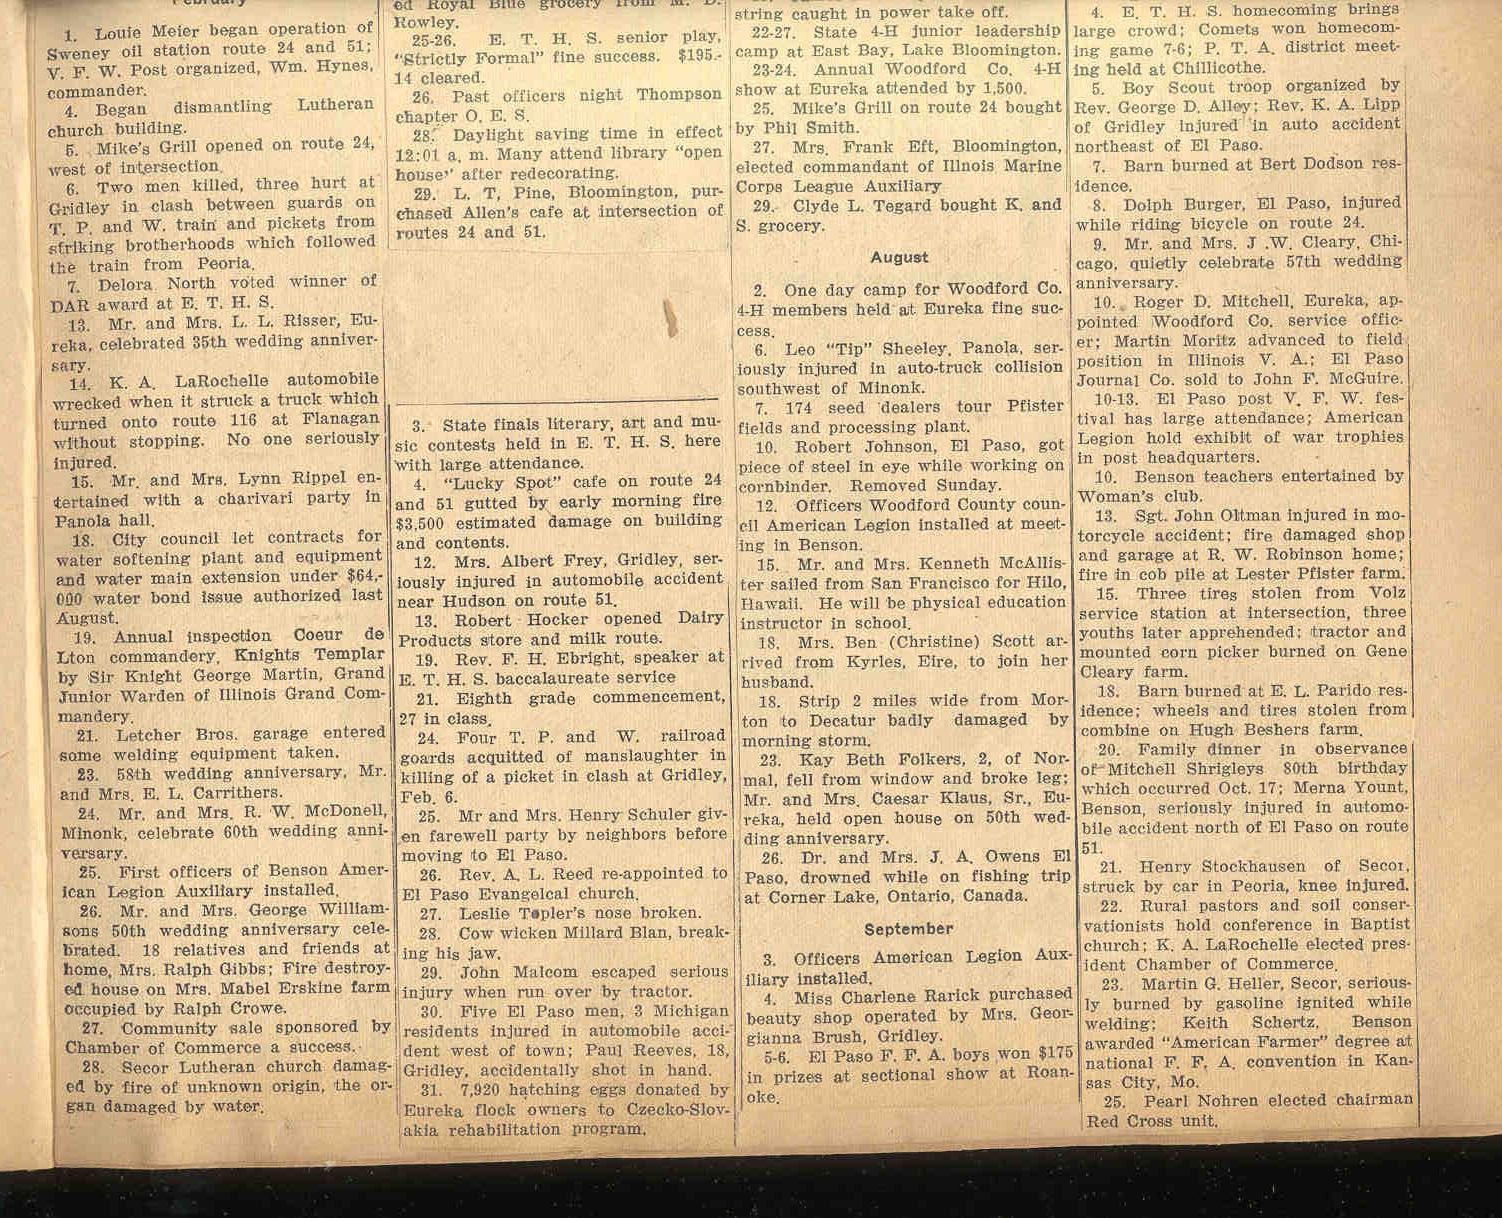 February
1. Louie Meier began operation of
Sweney oil station route 24 and 51;
V. F. W. Post organized, Wm. Hynes,
commander.
4. Began dismantling Lutheran
church building.
5. Mike's Grill opened on route 24,
west of intersection.
6. Two men killed, three hurt at
Gridley in clash between guards on
T. P. and W. train and pickets from
striking brotherhoods which followed
the train from Peoria.
7. Delora North voted winner of
DAR award at E. T. H. S.
13. Mr. and Mrs. L. L. Risser, Eu-
reka, celebrated 35th wedding anniver-
sary.
14. K. A. LaRochelle automobile
wrecked when it struck a truck which
turned onto route 116 at Flanagan
without stopping. No one seriously
injured.
15. Mr. and Mrs. Lynn Rippel en-
tertained with a charivari party in
Panola hall.
18. City council let contracts for
water softening plant and equipment
and water main extension under $64,-
000 water bond issue authorized last
August.
19. Annual inspection Coeur de
Lton commandery, Knights Templar
by Sir Knight George Martin, Grand
Junior Warden of Illinois Grand Com-
mandery.
21. Letcher Bros. garage entered
some welding equipment taken.
23. 58th wedding anniversary, Mr.
and Mrs. E. L. Carrithers.
24. Mr. and Mrs. R. W. McDonell,
Minonk, celebrate 60th wedding anni-
versary.
25. First officers of Benson Amer-
ican Legion Auxiliary installed.
26. Mr. and Mrs. George William-
sons 50th wedding anniversary cele-
brated. 18 relatives and friends at
home, Mrs. Ralph Gibbs; Fire destroy-
ed house on Mrs. Mabel Erskine farm
occupied by Ralph Crowe.
27. Community sale sponsored by
Chamber of Commerce a success.
28. Secor Lutheran church damag-
ed by fire of unknown origin, the or-
gan damaged by water.
ed Royal Blue grocery from M. D.
Rowley.
25-26. E. T. H. S. senior play,
"Strictly Formal" fine success. $195.-
14 cleared.
26. Past officers night Thompson
chapter O. E. S.
28. Daylight saving time in effect
12:01 a. m. Many attend library "open
house" after redecorating.
29. L. T, Pine, Bloomington, pur-
chased Allen's cafe at intersection of
routes 24 and 51.
3. State finals literary, art and mu-
sic contests held in E. T. H. S. here
with large attendance.
4. "Lucky Spot" cafe on route 24
and 51 gutted by early morning fire
$3,500 estimated damage on building
and contents.
12. Mrs. Albert Frey, Gridley, ser-
iously injured in automobile accident
near Hudson on route 51.
13. Robert Hocker opened Dairy
Products store and milk route.
19. Rev. F. H. Ebright, speaker at
E. T. H. S. baccalaureate service
21. Eighth grade commencement,
27 in class.
24. Four T. P. and W. railroad
goards acquitted of manslaughter in
killing of a picket in clash at Gridley,
Feb. 6.
25. Mr and Mrs. Henry Schuler giv-
en farewell party by neighbors before
moving to El Paso.
26. Rev. A. L. Reed re-appointed to
El Paso Evangelcal church.
27. Leslie Topler's nose broken.
28. Cow wicken Millard Blan, break-
ing his jaw.
29. John Malcom escaped serious
injury when run over by tractor.
30. Five El Paso men, 3 Michigan
residents injured in automobile acci-
dent west of town; Paul Reeves, 18,
Gridley, accidentally shot in hand.
31. 7,920 hatching eggs donated by
Eureka flock owners to Czecko-Slov-
akia rehabilitation program.
string caught in power take off.
22-27. State 4-H junior leadership
camp at East Bay, Lake Bloomington.
23-24. Annual Woodford Co. 4-H
show at Eureka attended by 1,500.
25. Mike's Grill on route 24 bought
by Phil Smith.
27. Mrs. Frank Eft, Bloomington,
elected commandant of Illnois Marine
Corps League Auxiliary
29. Clyde L. Tegard bought K. and
S. grocery.
August
2. One day camp for Woodford Co.
4-H members held at Eureka fine suc-
cess.
6. Leo "Tip" Sheeley, Panola, ser-
iously injured in auto-truck collision
southwest of Minonk.
7. 174 seed dealers tour Pfister
fields and processing plant.
10. Robert Johnson, El Paso, got
piece of steel in eye while working on
cornbinder. Removed Sunday.
12. Officers Woodford County coun-
cil American Legion installed at meet-
ing in Benson.
15. Mr. and Mrs. Kenneth McAllis-
ter sailed from San Francisco for Hilo,
Hawaii. He will be physical education
instructor in school.
18. Mrs. Ben (Christine) Scott ar-
rived from Kyrles, Eire, to join her
husband.
18. Strip 2 miles wide from Mor-
ton to Decatur badly damaged by
morning storm.
23. Kay Beth Folkers, 2, of Nor-
mal, fell from window and broke leg;
Mr. and Mrs. Caesar Klaus, Sr., Eu-
reka, held open house on 50th wed-
ding anniversary.
26. Dr. and Mrs. J. A. Owens El
Paso, drowned while on fishing trip
at Corner Lake, Ontario, Canada.
September
3. Officers American Legion Aux-
iliary installed.
4. Miss Charlene Rarick purchased
beauty shop operated by Mrs. Geor-
gianna Brush, Gridley.
5-6. El Paso F. F. A. boys won $175
in prizes at sectional show at Roan-
oke.
4. E. T. H. S. homecoming brings
large crowd; Comets won homecom-
ing game 7-6; P. T. A. district meet-
ing held at Chillicothe.
5. Boy Scout troop organized by
Rev. George D. Alley; Rev. K. A. Lipp
of Gridley injured in auto accident
northeast of El Paso.
7. Barn burned at Bert Dodson res-
idence.
8. Dolph Burger, El Paso, injured
while riding bicycle on route 24.
9. Mr. and Mrs. J .W. Cleary, Chi-
cago, quietly celebrate 57th wedding
anniversary.
10. Roger D. Mitchell, Eureka, ap-
pointed Woodford Co. service offic-
er; Martin Moritz advanced to field
position in Illinois V. A.; El Paso
Journal Co. sold to John F. McGuire.
10-13. El Paso post V. F. W. fes-
tival has large attendance; American
Legion hold exhibit of war trophies
in post headquarters.
10. Benson teachers entertained by
Woman's club.
13. Sgt. John Oltman injured in mo-
torcycle accident; fire damaged shop
and garage at R. W. Robinson home;
fire in cob pile at Lester Pfister farm.
15. Three tires stolen from Volz
service station at intersection, three
youths later apprehended; tractor and
mounted corn picker burned on Gene
Cleary farm.
18. Barn burned at E. L. Parido res-
idence; wheels and tires stolen from
combine on Hugh Beshers farm.
20. Family dinner in observance
of Mitchell Shrigleys 80th birthday
which occurred Oct. 17; Merna Yount,
Benson, seriously injured in automo-
bile accident north of El Paso on route
51.
21. Henry Stockhausen of Secor,
struck by car in Peoria, knee injured.
22. Rural pastors and soil conser-
vationists hold conference in Baptist
church; K. A. LaRochelle elected pres-
ident Chamber of Commerce.
23. Martin G. Heller, Secor, serious-
ly burned by gasoline ignited while
welding; Keith Schertz, Benson
awarded "American Farmer" degree at
national F. F. A. convention in Kan-
sas City, Mo.
25. Pearl Nohren elected chairman
Red Cross unit.